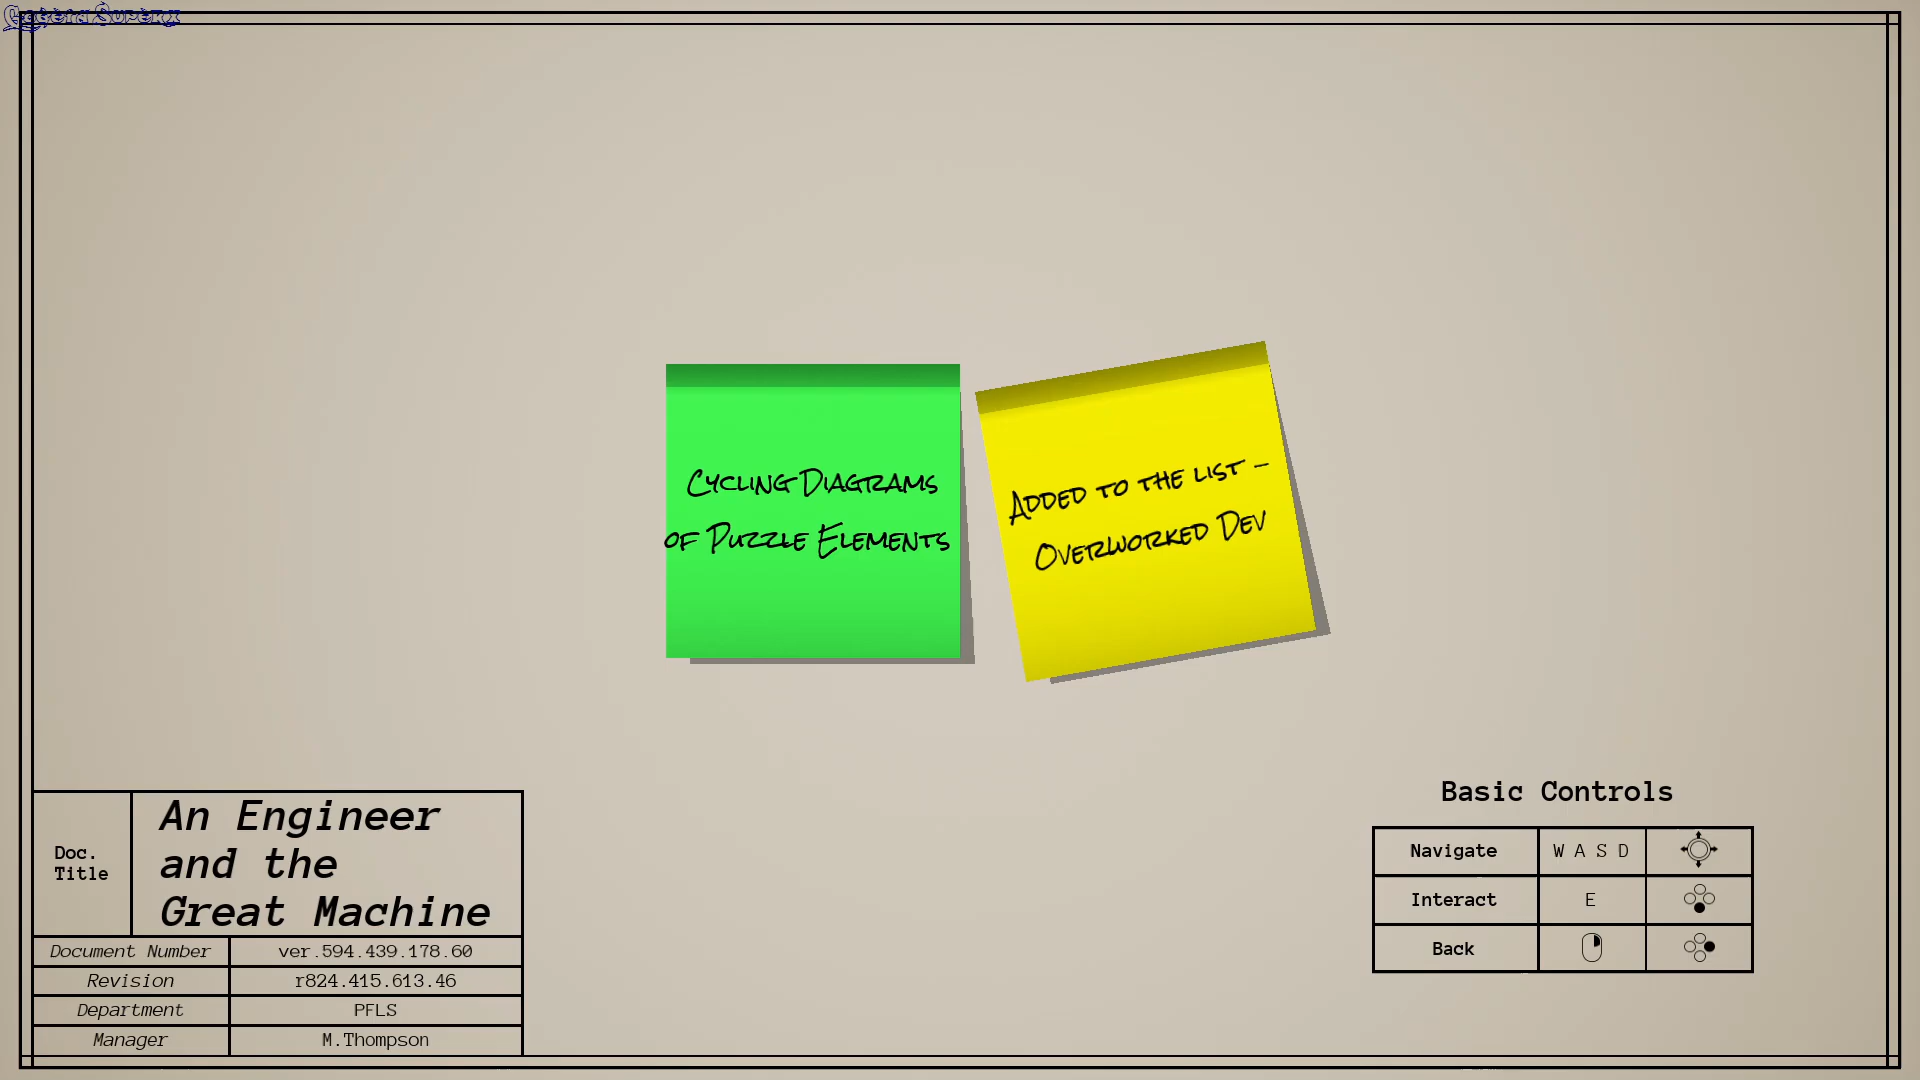 Cycling Diagrams
of Puzzle Elements
Added to the list -
Overworked Dev
Doc. Title
An Engineer
and the
Great Machine
Document Number ver.594.439.178.60
Revision r824.415.613.46
Department PFLS
Manager M.Thompson
Basic Controls
Navigate W A S D
Interact E
Back